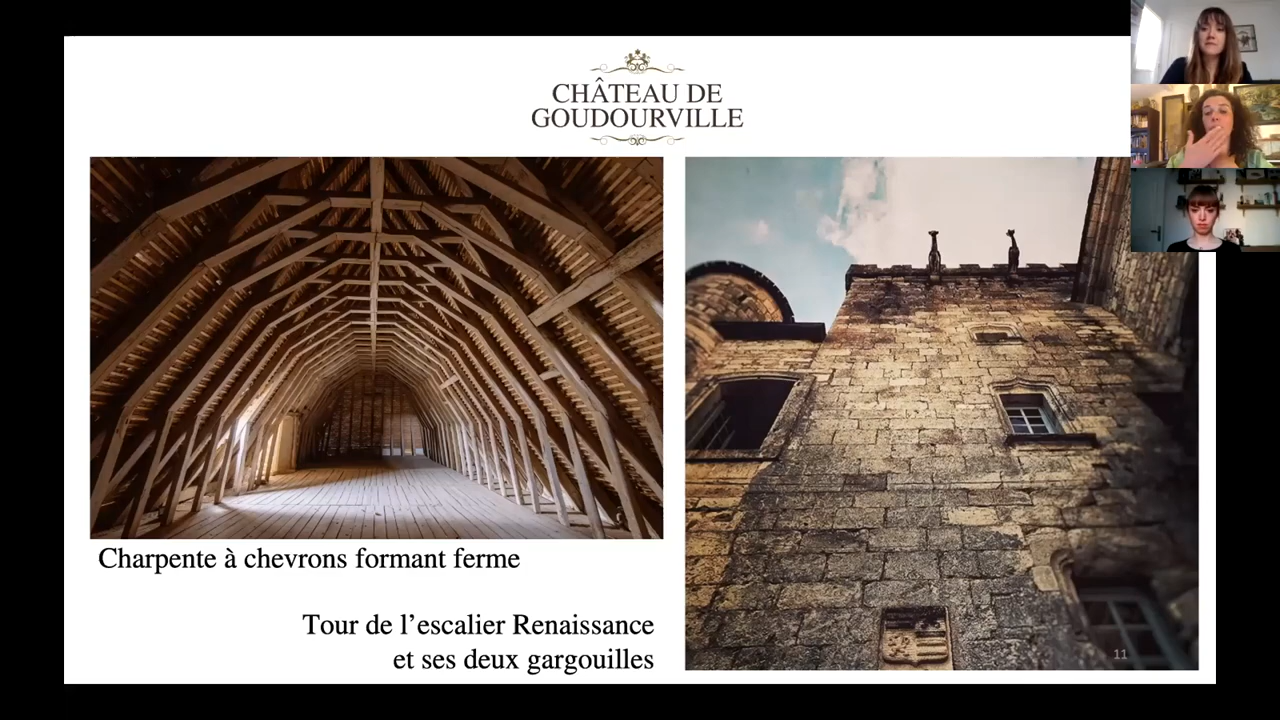 CHÂTEAU DE
GOUDOURVILLE
Charpente à chevrons formant ferme
Tour de l’escalier Renaissance
et ses deux gargouilles
11